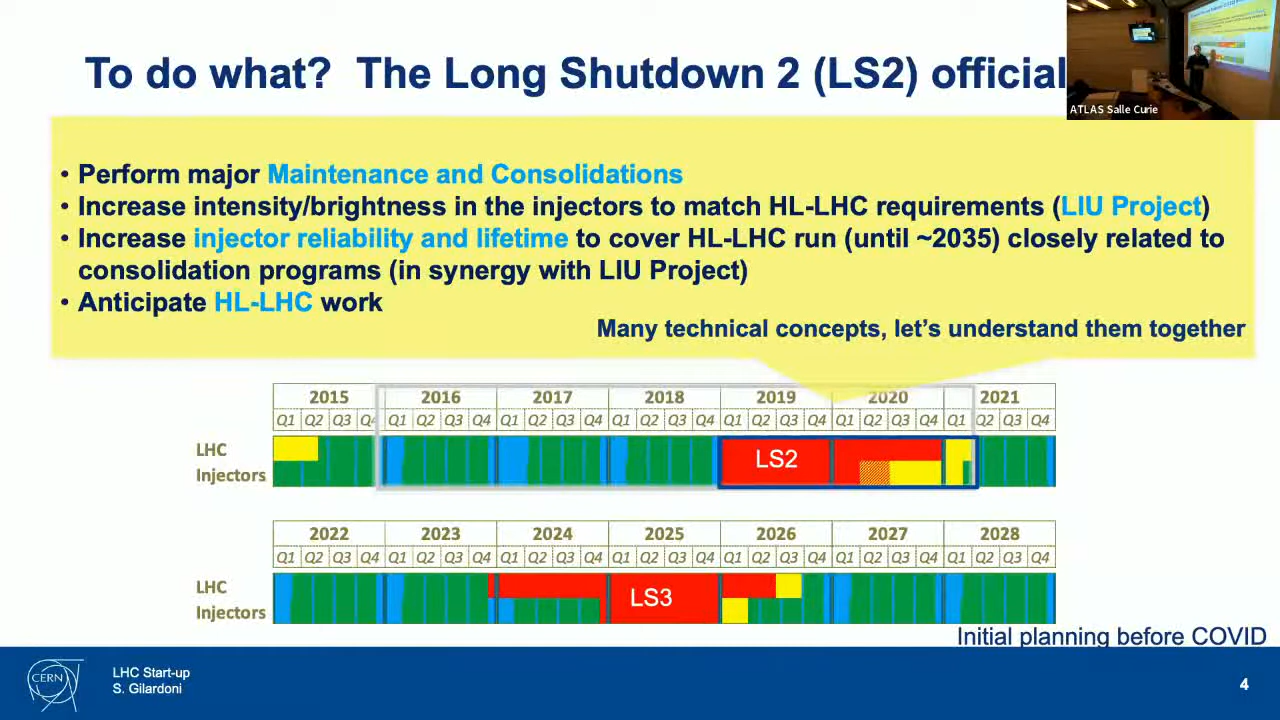 To do what? The Long Shutdown 2 (LS2) official
ATLAS Salle Curie
• Perform major Maintenance and Consolidations
• Increase intensity/brightness in the injectors to match HL-LHC requirements (LIU Project)
• Increase injector reliability and lifetime to cover HL-LHC run (until ~2035) closely related to
consolidation programs (in synergy with LIU Project)
• Anticipate HL-LHC work
Many technical concepts, let's understand them together
2015 2016 2017 2018 2019 2020 2021
Q1 Q2 Q3 Q4 Q1 Q2 Q3 Q4 Q1 Q2 Q3 Q4 Q1 Q2 Q3 Q4 Q1 Q2 Q3 Q4 Q1 Q2 Q3 Q4 Q1 Q2 Q3 Q4
LHC
LS2
Injectors
2022 2023 2024 2025 2026 2027 2028
Q1 Q2 Q3 Q4 Q1 Q2 Q3 Q4 Q1 Q2 Q3 Q4 Q1 Q2 Q3 Q4 Q1 Q2 Q3 Q4 Q1 Q2 Q3 Q4 Q1 Q2 Q3 Q4
LHC
LS3
Injectors
Initial planning before COVID
CERN
LHC Start-up
S. Gilardoni
4